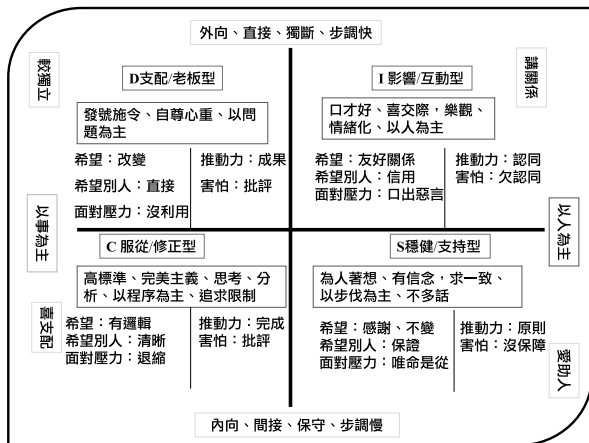 外向、直接、獨斷、步調快
較獨立
講關係
D支配/老板型
發號施令、自尊心重、以問
題為主
希望：改變
希望別人：直接
面對壓力：沒利用
推動力：成果
害怕：批評
I 影響/互動型
口才好、喜交際，樂觀、
情緒化、以人為主
希望：友好關係
希望別人：信用
面對壓力：口出惡言
推動力：認同
害怕：欠認同
以事為主
以人為主
C 服從/修正型
高標準、完美主義、思考、分
析、以程序為主、追求限制
希望：有邏輯
希望別人：清晰
面對壓力：退縮
推動力：完成
害怕：批評
S穩健/支持型
為人著想、有信念，求一致、
以步伐為主、不多話
希望：感謝、不變
希望別人：保證
面對壓力：唯命是從
推動力：原則
害怕：沒保障
喜支配
愛助人
內向、間接、保守、步調慢